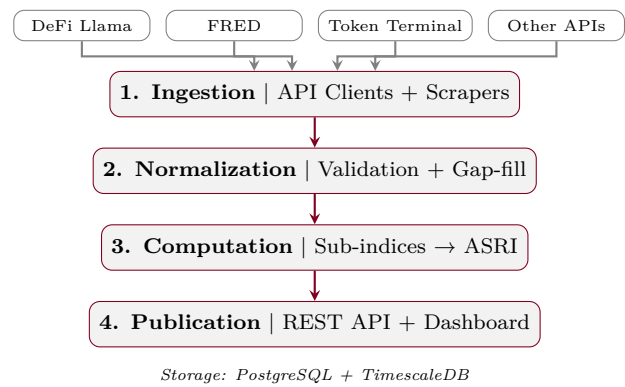 DeFi Llama
FRED
Token Terminal
Other APIs
1. Ingestion | API Clients + Scrapers
2. Normalization | Validation + Gap-fill
3. Computation | Sub-indices → ASRI
4. Publication | REST API + Dashboard
Storage: PostgreSQL + TimescaleDB